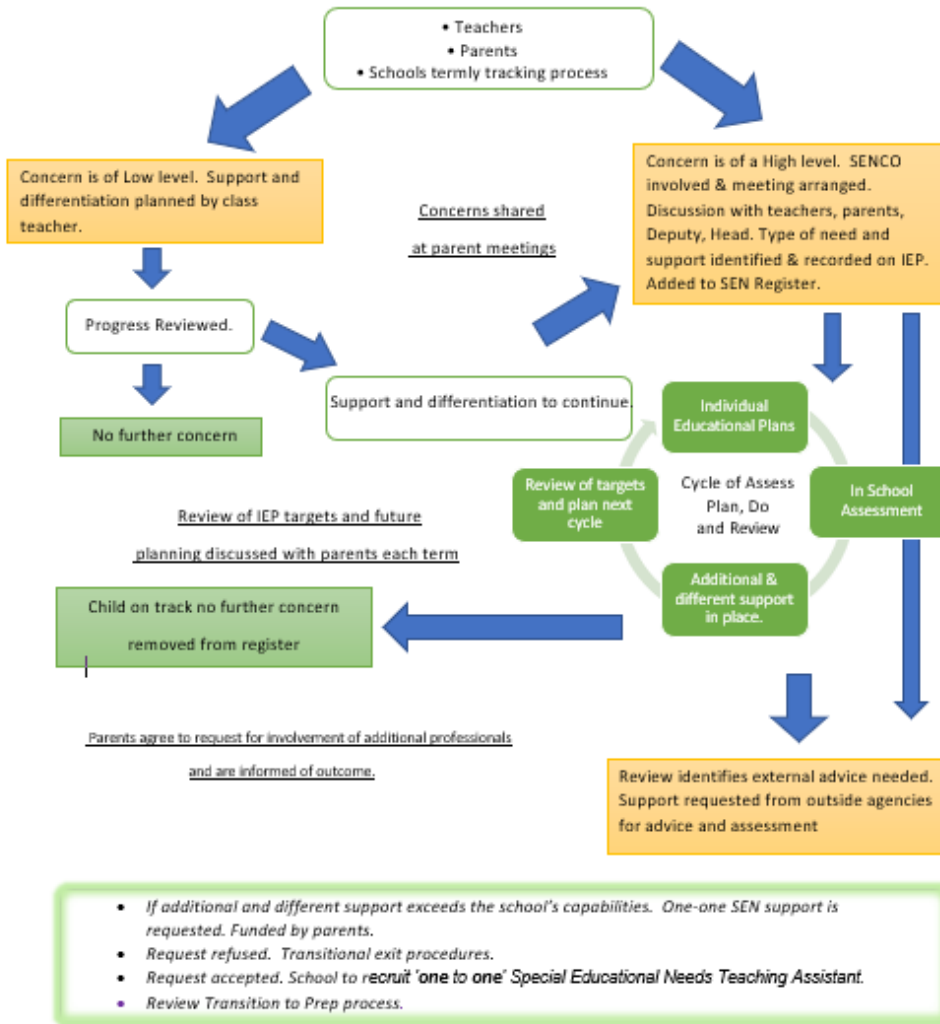 • Teachers
• Parents
• Schools termly tracking process
Concern is of Low level. Support and
differentiation planned by class
teacher.
Concerns shared
at parent meetings
Concern is of a High level. SENCO
involved & meeting arranged.
Discussion with teachers, parents,
Deputy, Head. Type of need and
support identified & recorded on IEP.
Added to SEN Register.
Progress Reviewed.
Support and differentiation to continue.
No further concern
Individual
Educational Plans
Review of targets
and plan next
cycle
Cycle of Assess
Plan, Do
and Review
In School
Assessment
Additional &
different support
in place.
Review of IEP targets and future
planning discussed with parents each term
Child on track no further concern
removed from register
Parents agree to request for involvement of additional professionals
and are informed of outcome.
Review identifies external advice needed.
Support requested from outside agencies
for advice and assessment
• If additional and different support exceeds the school's capabilities. One-one SEN support is
requested. Funded by parents.
• Request refused. Transitional exit procedures.
• Request accepted. School to recruit 'one to one' Special Educational Needs Teaching Assistant.
• Review Transition to Prep process.